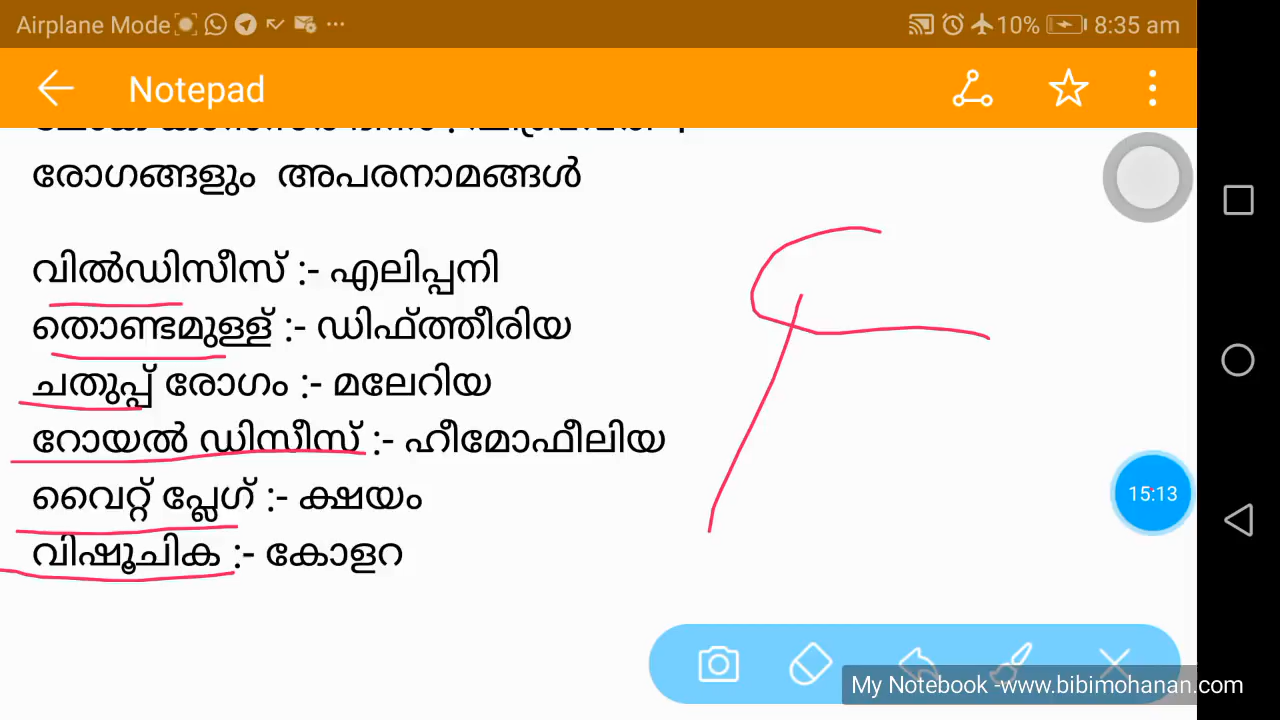 Airplane Mode ... 10% 8:35 am
Notepad
രോഗങ്ങളും അപരനാമങ്ങൾ
വിൽഡിസീസ് :- എലിപ്പനി
തൊണ്ടമുള്ള് :- ഡിഫ്ത്തീരിയ
ചതുപ്പ് രോഗം :- മലേറിയ
റോയൽ ഡിസീസ് :- ഹീമോഫീലിയ
വൈറ്റ് പ്ലേഗ് :- ക്ഷയം
വിഷൂചിക :- കോളറ
15:13
My Notebook -www.bibimohanan.com